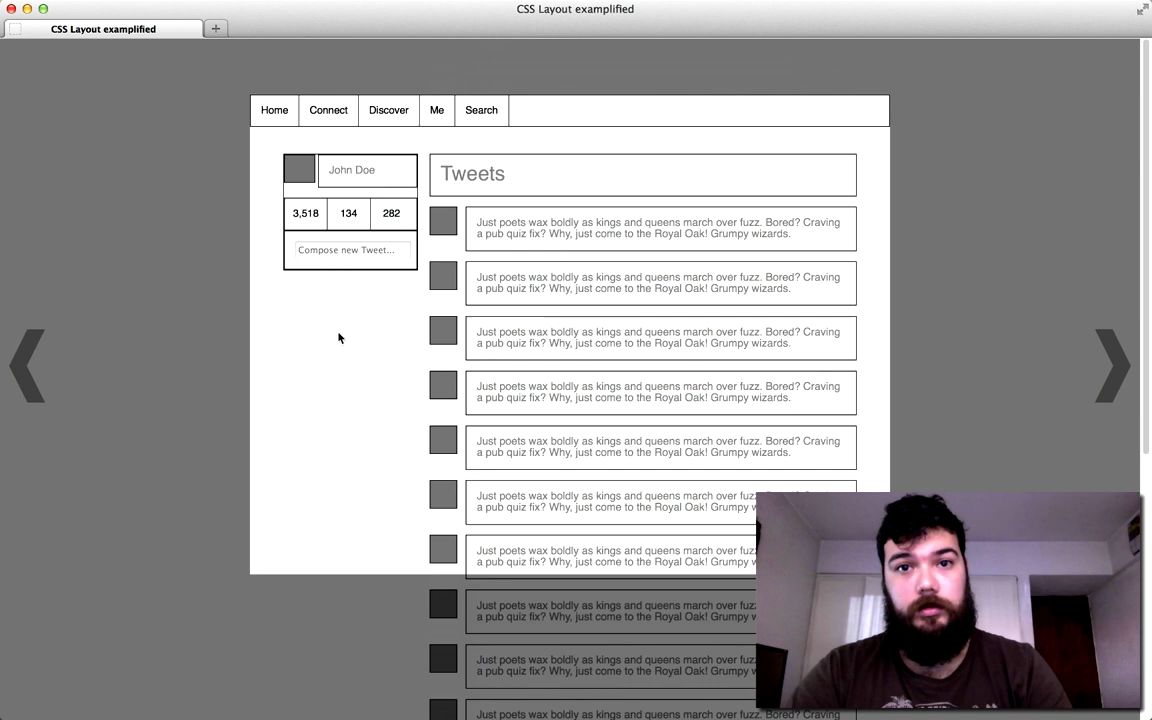 CSS Layout examplified
CSS Layout examplified
Home Connect Discover Me Search
John Doe
3,518 134 282
Compose new Tweet...
Tweets
Just poets wax boldly as kings and queens march over fuzz. Bored? Craving
a pub quiz fix? Why, just come to the Royal Oak! Grumpy wizards.
Just poets wax boldly as kings and queens march over fuzz. Bored? Craving
a pub quiz fix? Why, just come to the Royal Oak! Grumpy wizards.
Just poets wax boldly as kings and queens march over fuzz. Bored? Craving
a pub quiz fix? Why, just come to the Royal Oak! Grumpy wizards.
Just poets wax boldly as kings and queens march over fuzz. Bored? Craving
a pub quiz fix? Why, just come to the Royal Oak! Grumpy wizards.
Just poets wax boldly as kings and queens march over fuzz. Bored? Craving
a pub quiz fix? Why, just come to the Royal Oak! Grumpy wizards.
Just poets wax boldly as kings and queens march over fuzz.
a pub quiz fix? Why, just come to the Royal Oak! Grumpy
Just poets wax boldly as kings and queens march over fuzz
a pub quiz fix? Why, just come to the Royal Oak! Grumpy
Just poets wax boldly as kings and queens march over fuzz
a pub quiz fix? Why, just come to the Royal Oak! Grumpy
Just poets wax boldly as kings and queens march over fuzz
a pub quiz fix? Why, just come to the Royal Oak! Grumpy
Just poets wax boldly as kings and queens march over fuzz